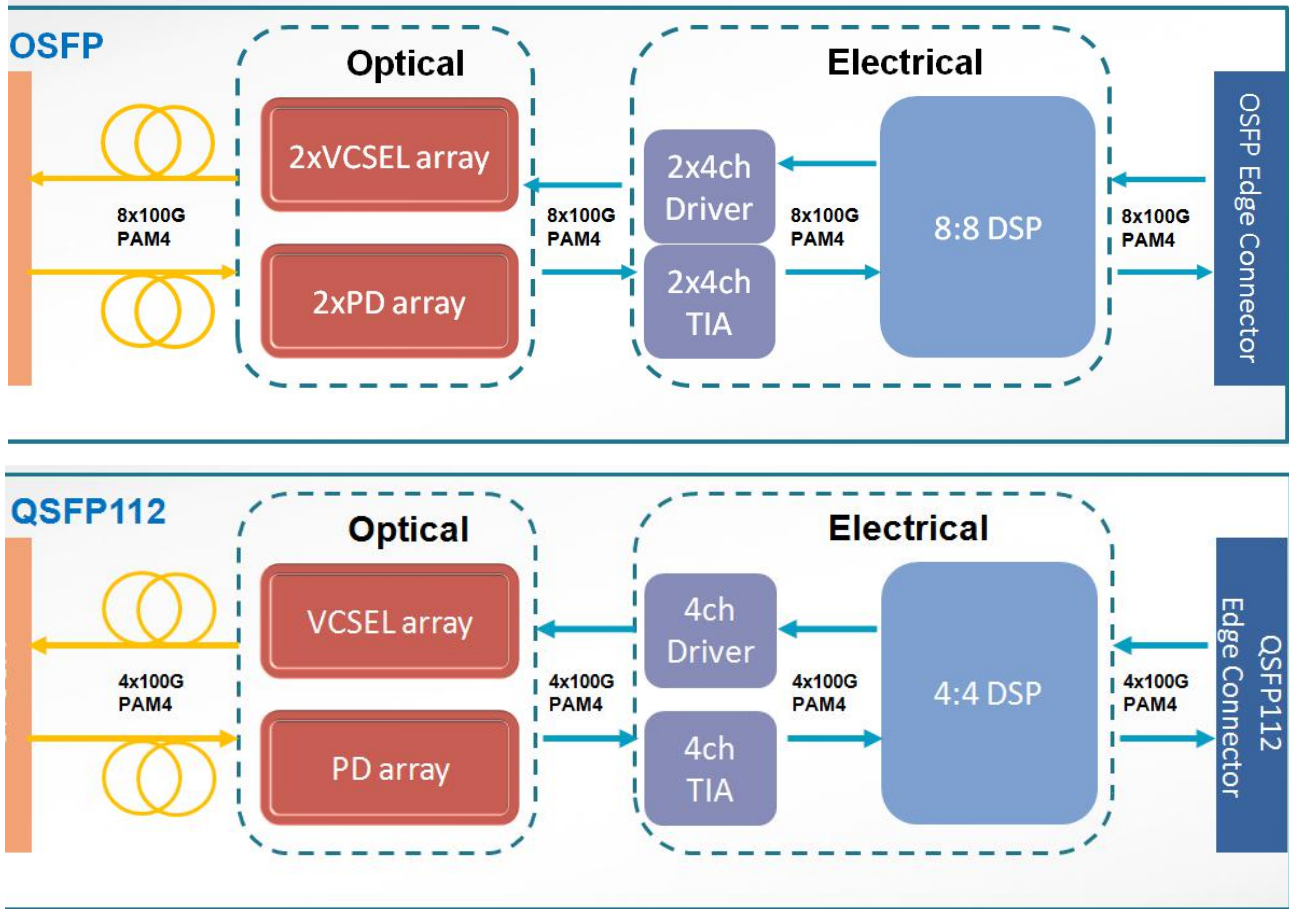 OSFP
Optical
Electrical
2xVCSEL array
2x4ch
Driver
8x100G
PAM4
8x100G
PAM4
8x100G
PAM4
8:8 DSP
8x100G
PAM4
2xPD array
2x4ch
TIA
OSFP Edge Connector
QSFP112
Optical
Electrical
VCSEL array
4ch
Driver
4x100G
PAM4
4x100G
PAM4
4x100G
PAM4
4:4 DSP
4x100G
PAM4
PD array
4ch
TIA
QSFP112
Edge Connector